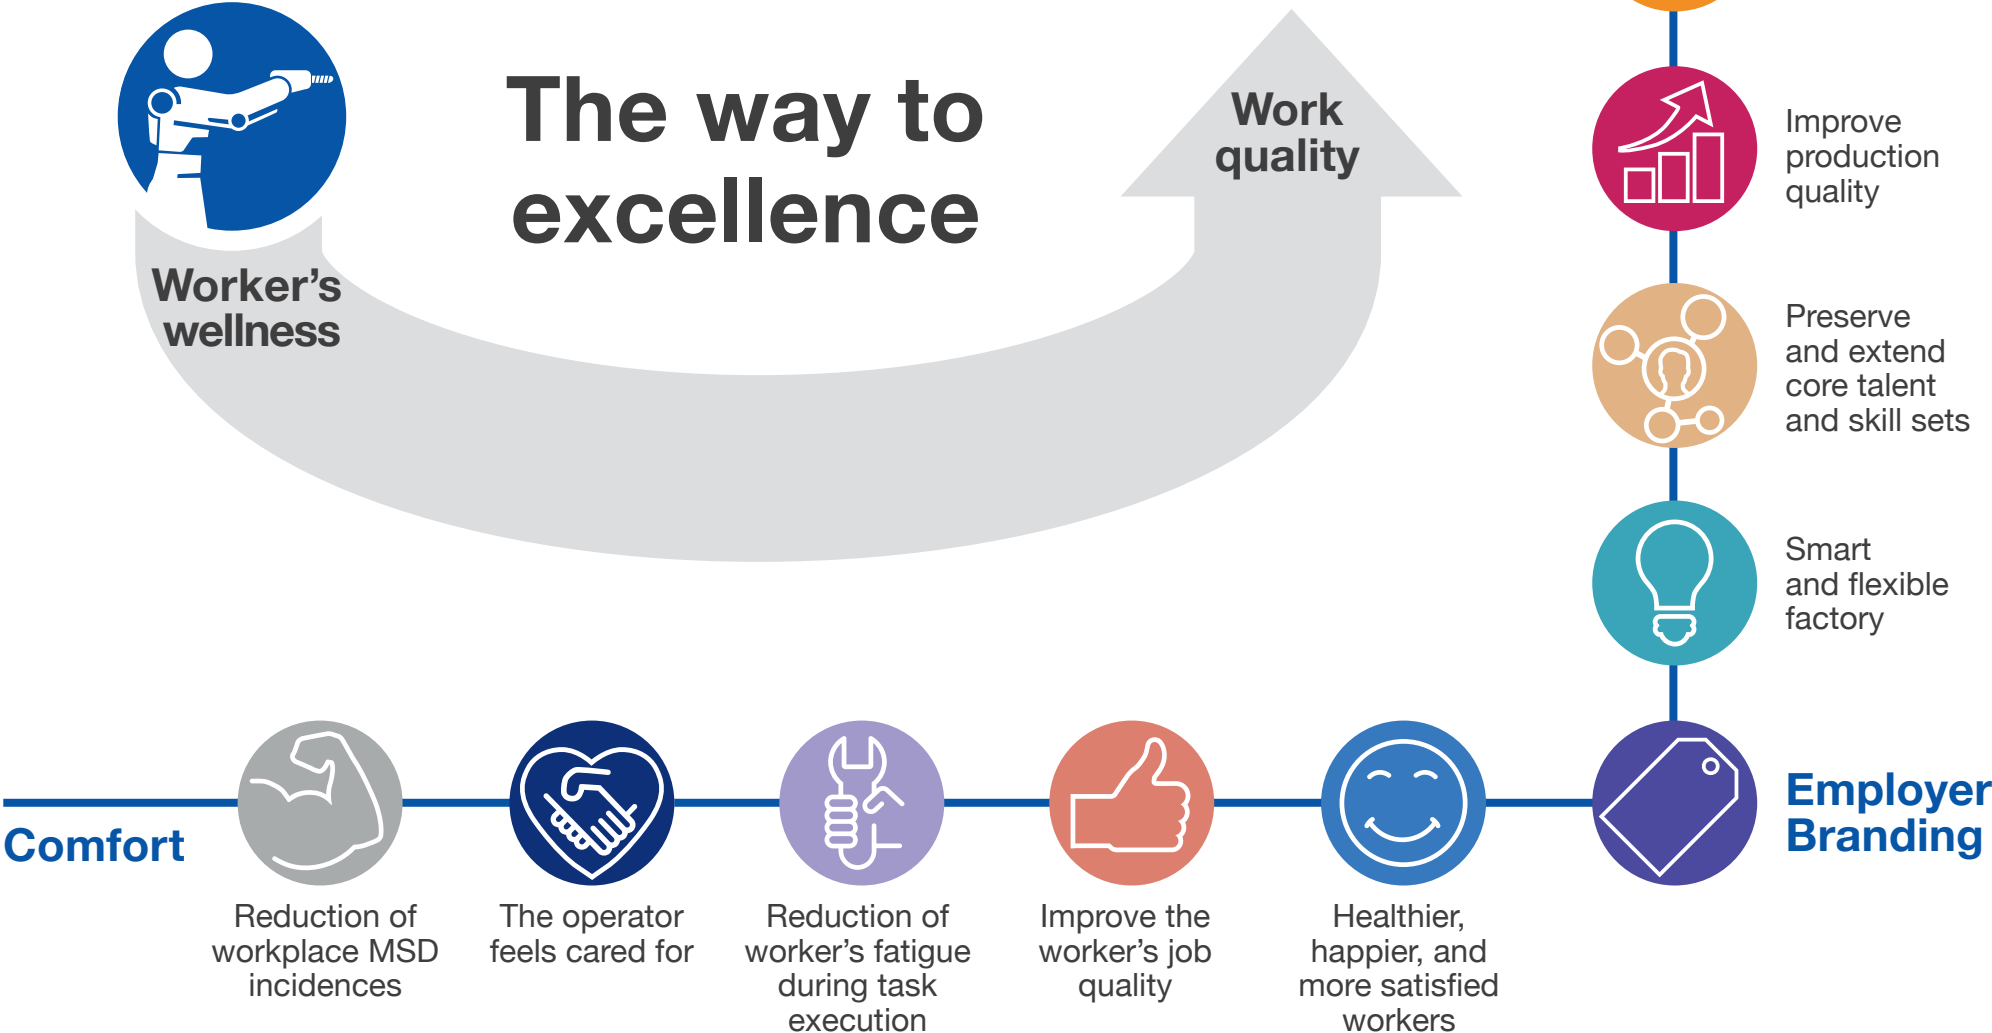 The way to
excellence
Work
quality
Worker’s
wellness
Improve
production
quality
Preserve
and extend
core talent
and skill sets
Smart
and flexible
factory
Employer
Branding
Comfort
Reduction of
workplace MSD
incidences
The operator
feels cared for
Reduction of
worker’s fatigue
during task
execution
Improve the
worker’s job
quality
Healthier,
happier, and
more satisfied
workers